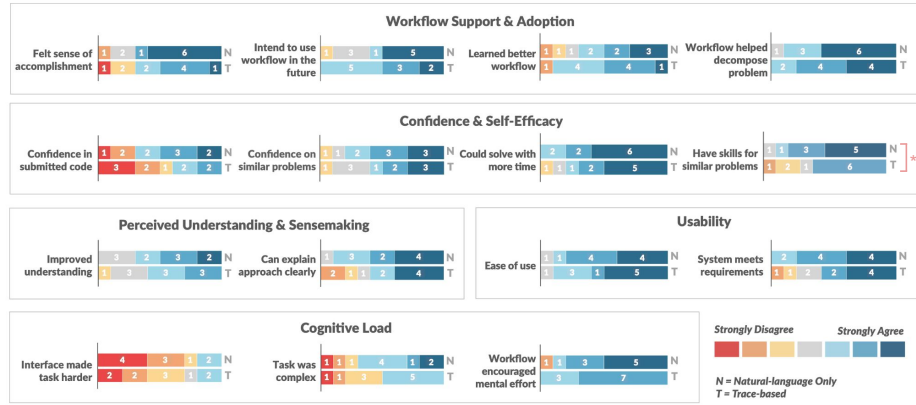 Workflow Support & Adoption
Felt sense of accomplishment
1 2 1 6 N
1 2 2 4 1 T
Intend to use workflow in the future
1 3 1 5 N
5 3 2 T
Learned better workflow
1 1 1 2 2 3 N
1 4 4 1 T
Workflow helped decompose problem
1 3 6 N
2 4 4 T
Confidence & Self-Efficacy
Confidence in submitted code
1 2 2 3 2 N
3 2 1 2 2 T
Confidence on similar problems
1 1 2 3 3 N
1 3 1 2 3 T
Could solve with more time
2 2 6 N
1 1 1 2 5 T
Have skills for similar problems
1 1 3 5 N
1 2 1 6 T
*
Perceived Understanding & Sensemaking
Improved understanding
3 2 3 2 N
1 3 3 3 T
Can explain approach clearly
1 3 2 4 N
2 1 1 2 4 T
Usability
Ease of use
1 1 4 4 N
1 3 1 5 T
System meets requirements
2 4 4 N
1 1 2 2 4 T
Cognitive Load
Interface made task harder
4 3 1 2 N
2 2 3 1 2 T
Task was complex
1 1 1 4 1 2 N
1 1 3 5 T
Workflow encouraged mental effort
1 1 3 5 N
3 7 T
Strongly Disagree Strongly Agree
N = Natural-language Only
T = Trace-based